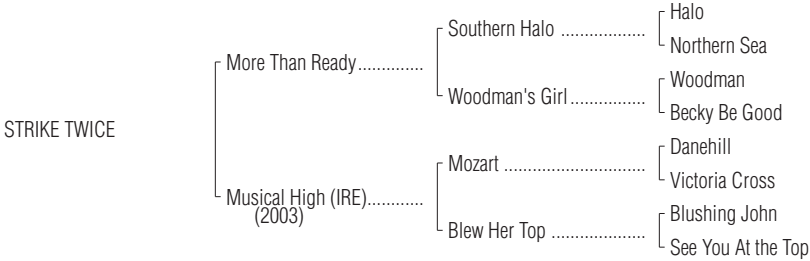 Halo
Southern Halo ..................
Northern Sea
More Than Ready..............
Woodman
Woodman's Girl................
Becky Be Good
STRIKE TWICE
Danehill
Mozart ..............................
Victoria Cross
Musical High (IRE)............
(2003)
Blushing John
Blew Her Top ....................
See You At the Top